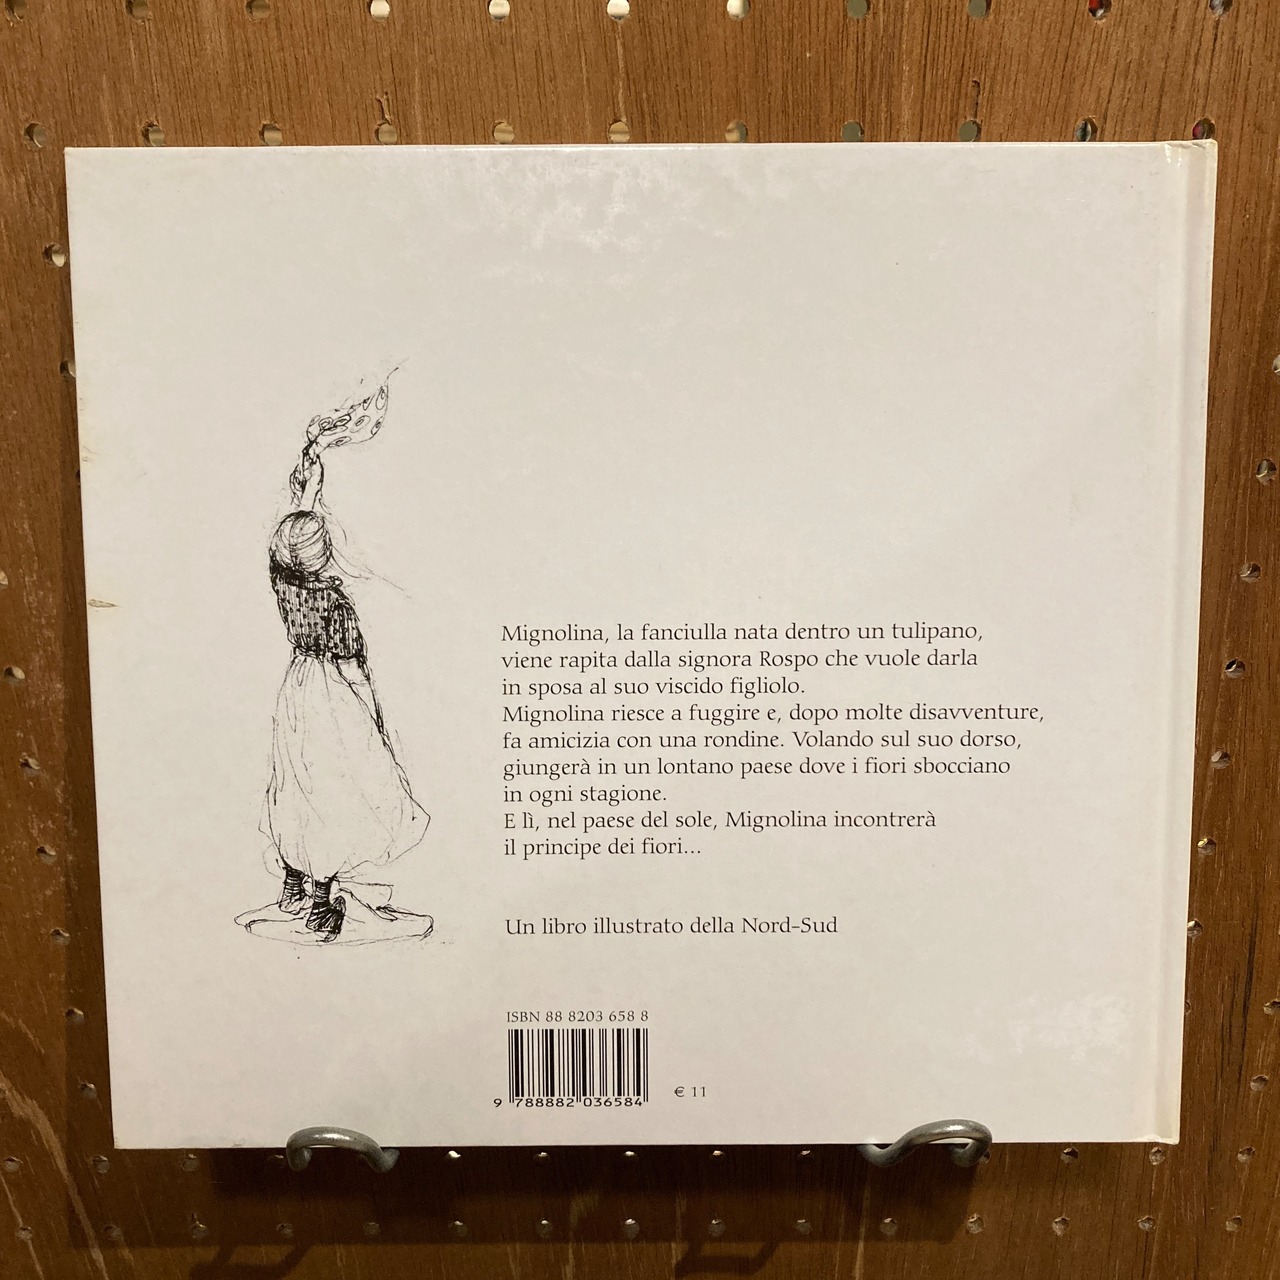 Mignolina, la fanciulla nata dentro un tulipano,
viene rapita dalla signora Rospo che vuole darla
in sposa al suo viscido figliolo.
Mignolina riesce a fuggire e, dopo molte disavventure,
fa amicizia con una rondine. Volando sul suo dorso,
giungerà in un lontano paese dove i fiori sbocciano
in ogni stagione.
E lì, nel paese del sole, Mignolina incontrerà
il principe dei fiori...
Un libro illustrato della Nord-Sud
ISBN 88 8203 658 8
9 788882 036584
€ 11